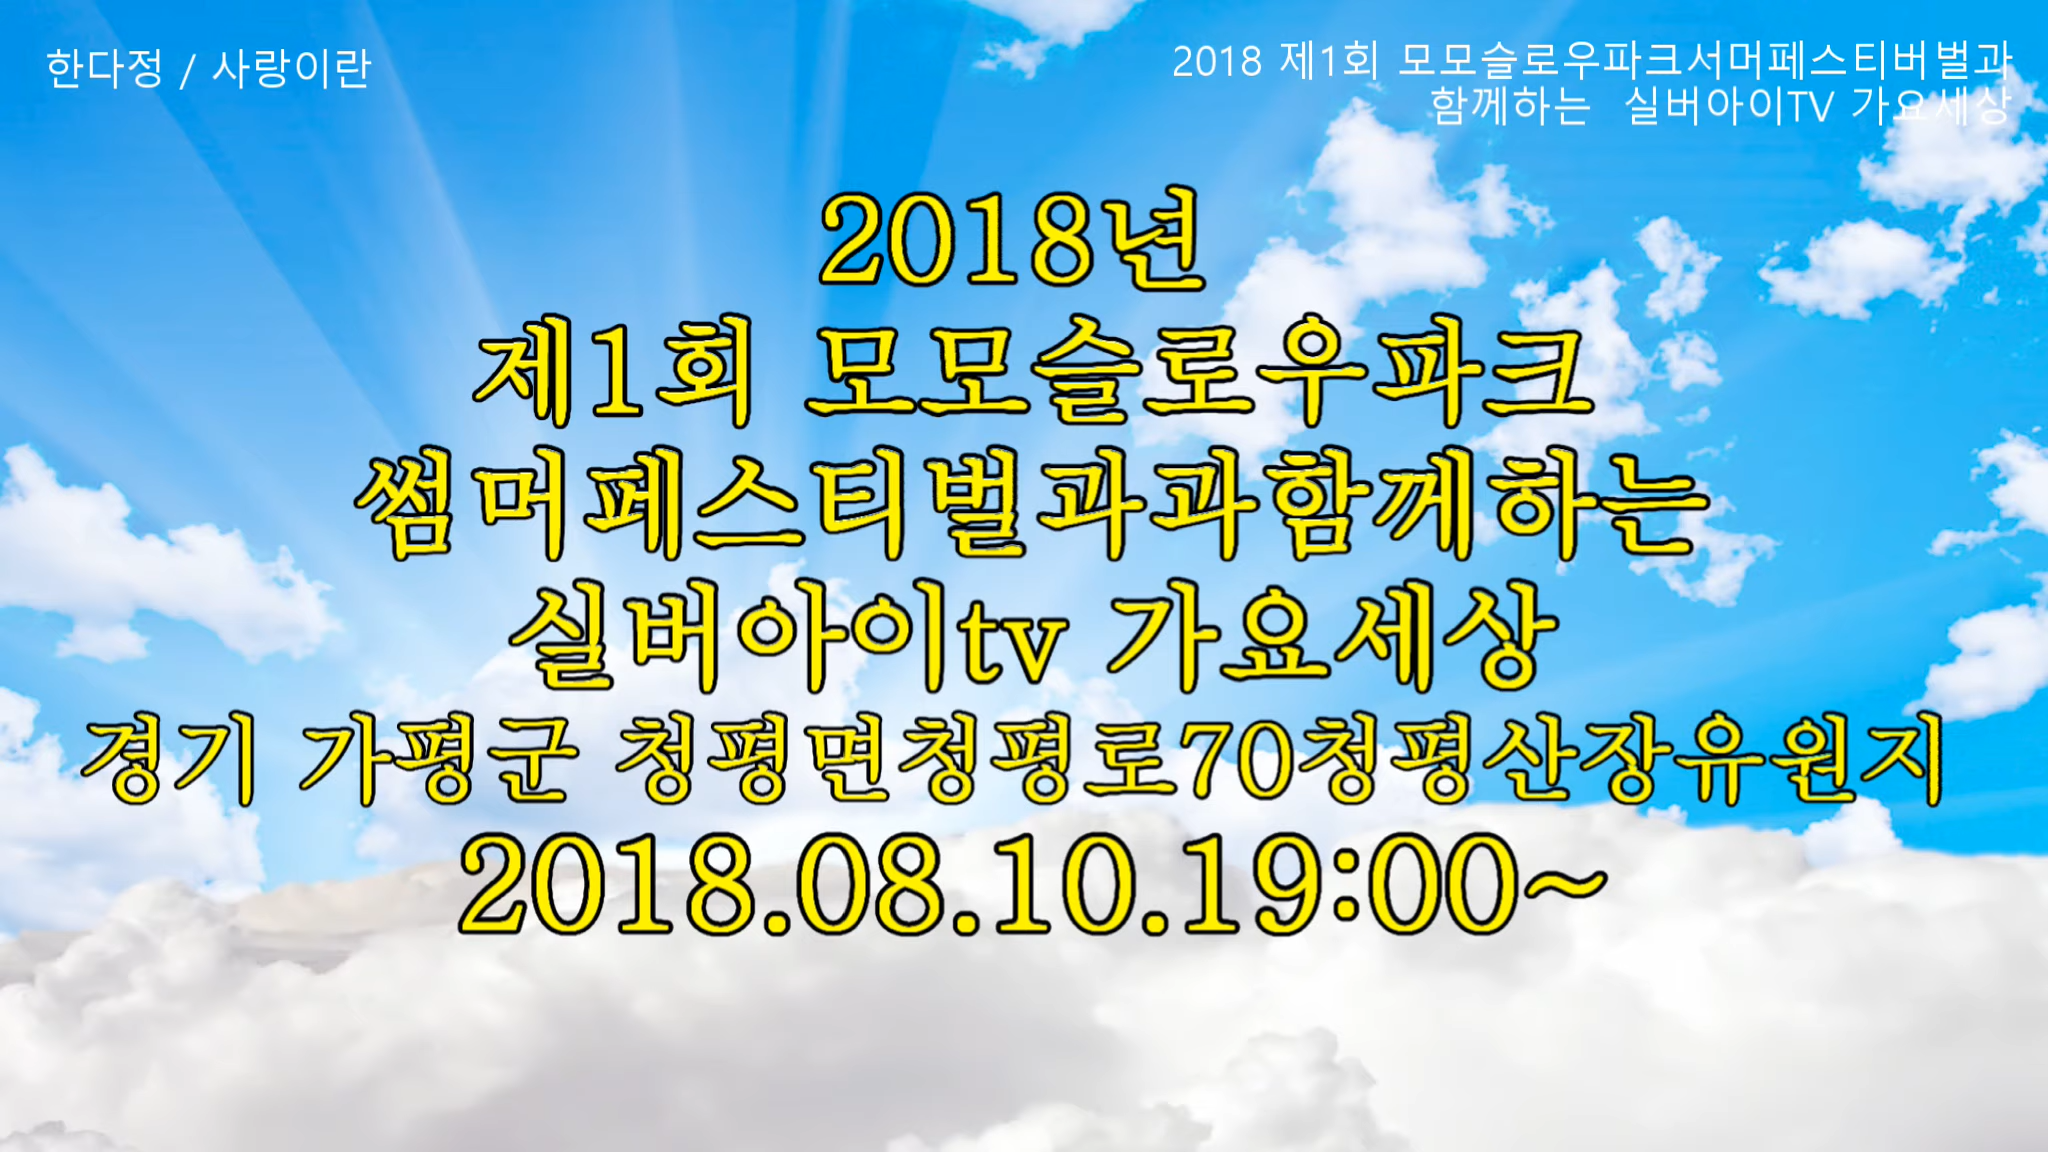 한다정 / 사랑이란
2018 제1회 모모슬로우파크서머페스티버벌과
함께하는 실버아이TV 가요세상
2018년
제1회 모모슬로우파크
썸머페스티벌과과함께하는
실버아이tv 가요세상
경기 가평군 청평면청평로70청평산장유원지
2018.08.10.19:00~